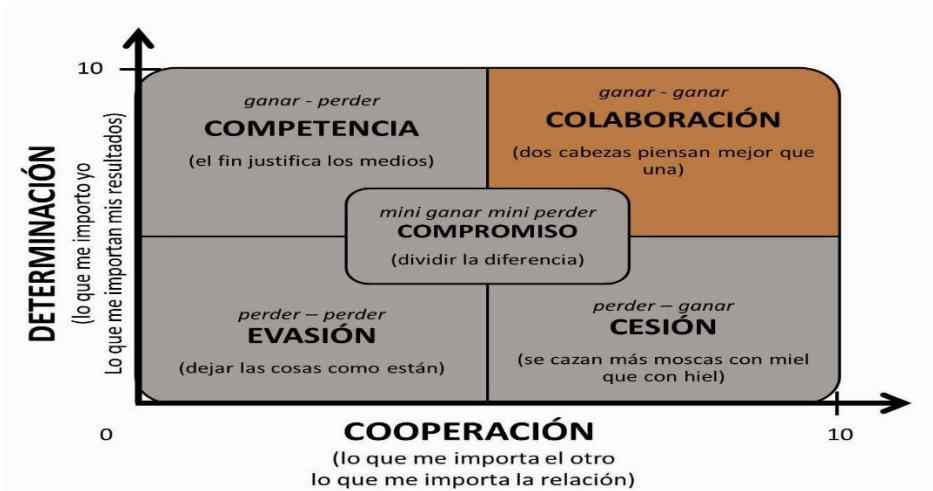 10
DETERMINACIÓN
(lo que me importo yo
Lo que me importan mis resultados)
ganar - perder
COMPETENCIA
(el fin justifica los medios)
ganar - ganar
COLABORACIÓN
(dos cabezas piensan mejor que
una)
mini ganar mini perder
COMPROMISO
(dividir la diferencia)
perder – perder
EVASIÓN
(dejar las cosas como están)
perder – ganar
CESIÓN
(se cazan más moscas con miel
que con hiel)
0
COOPERACIÓN
10
(lo que me importa el otro
lo que me importa la relación)